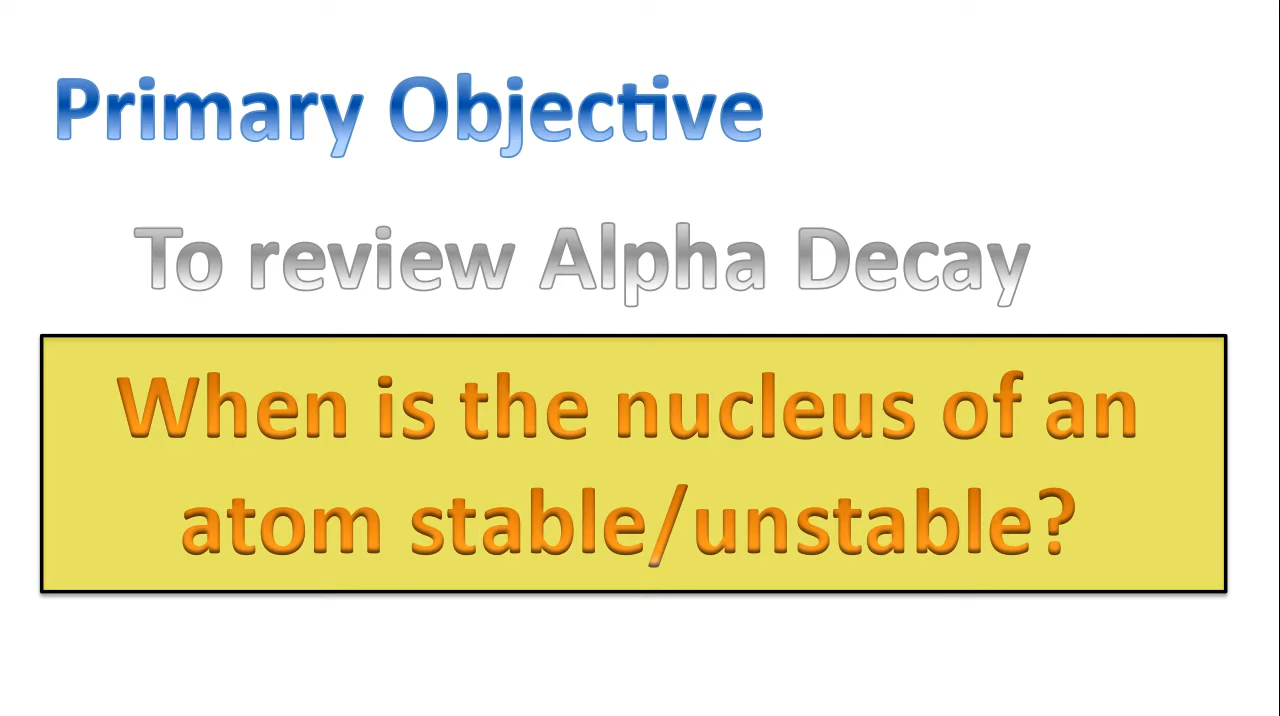 Primary Objective
To review Alpha Decay
When is the nucleus of an
atom stable/unstable?